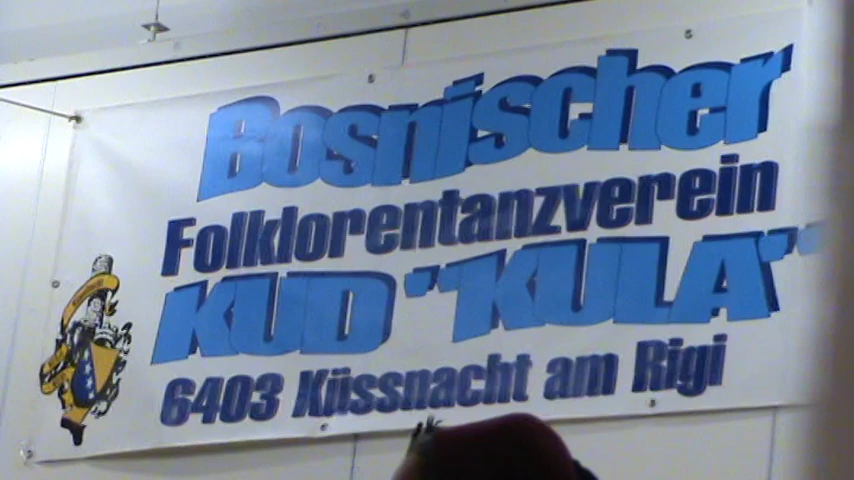 Bosnischer
Folklorentanzverein
KUD "KULA"
6403 Küssnacht am Rigi